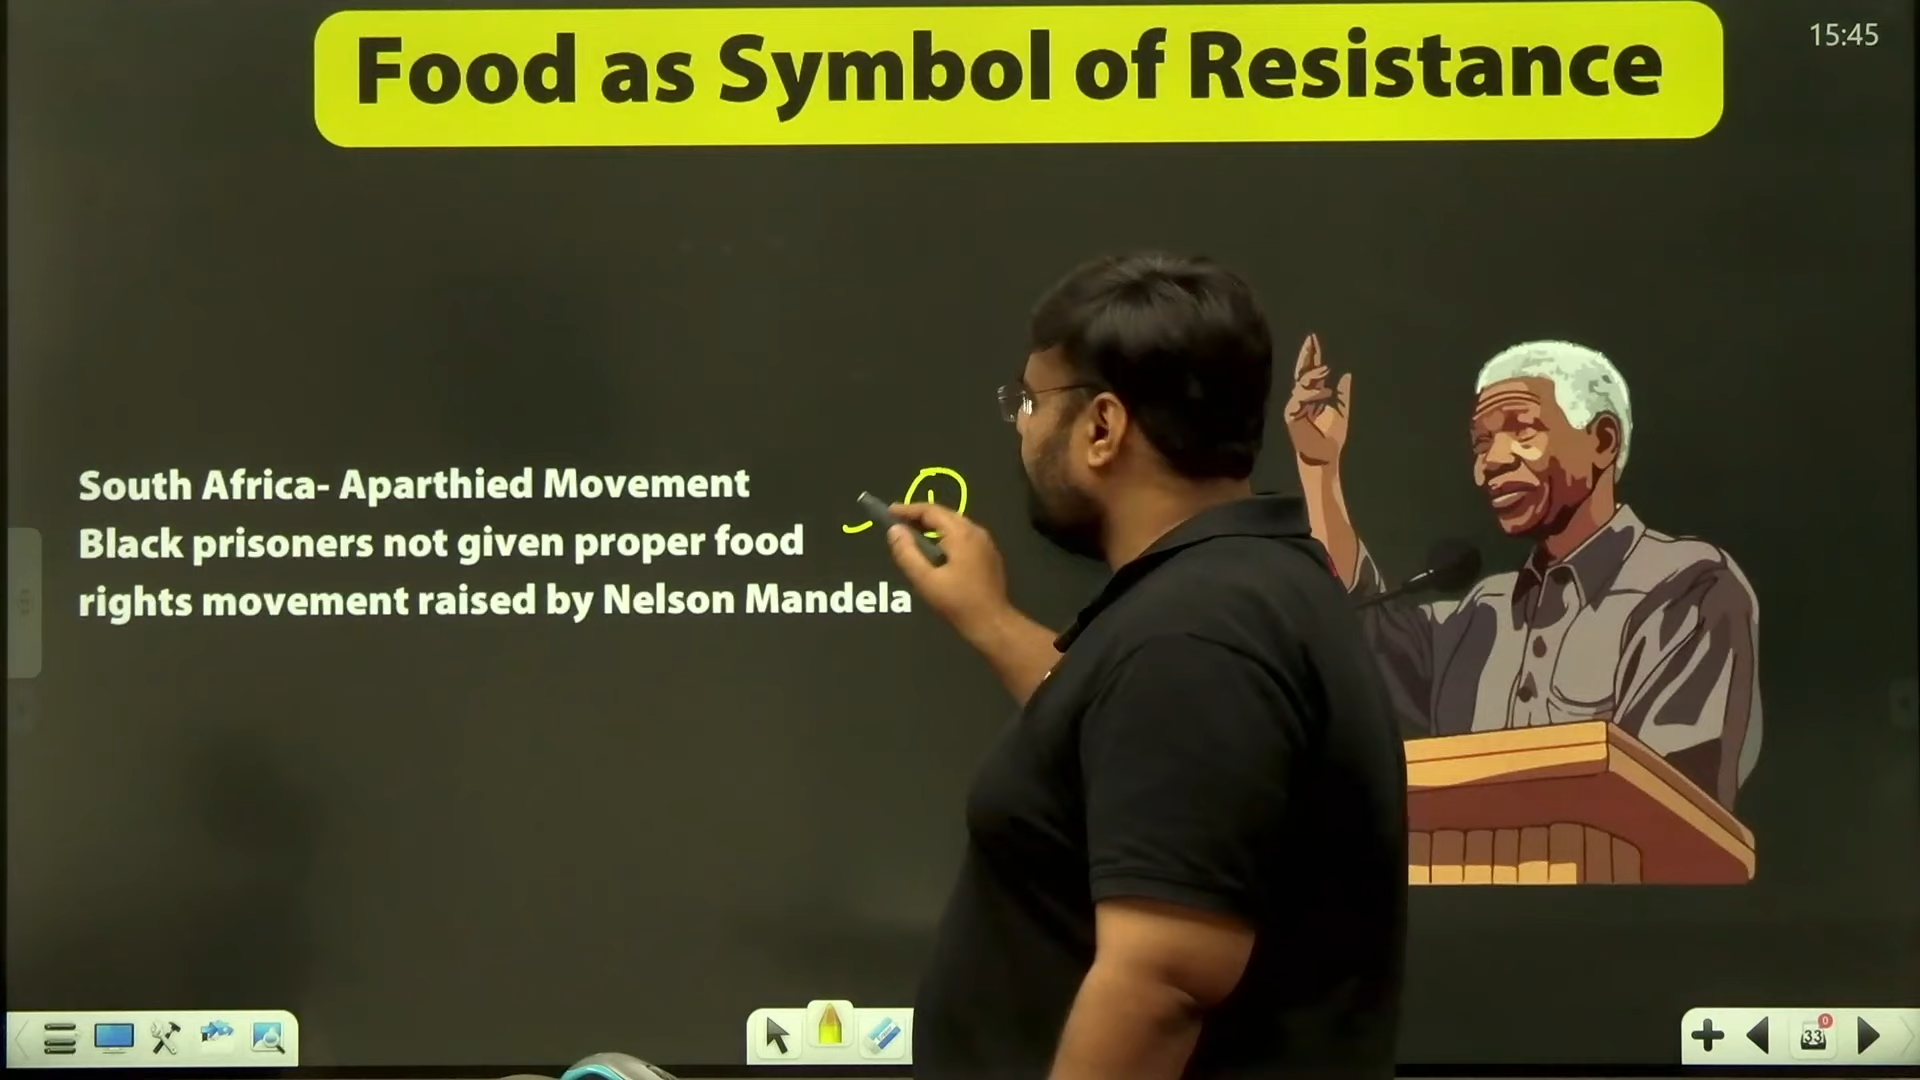 Food as Symbol of Resistance
15:45
South Africa- Aparthied Movement
Black prisoners not given proper food
rights movement raised by Nelson Mandela
33
0